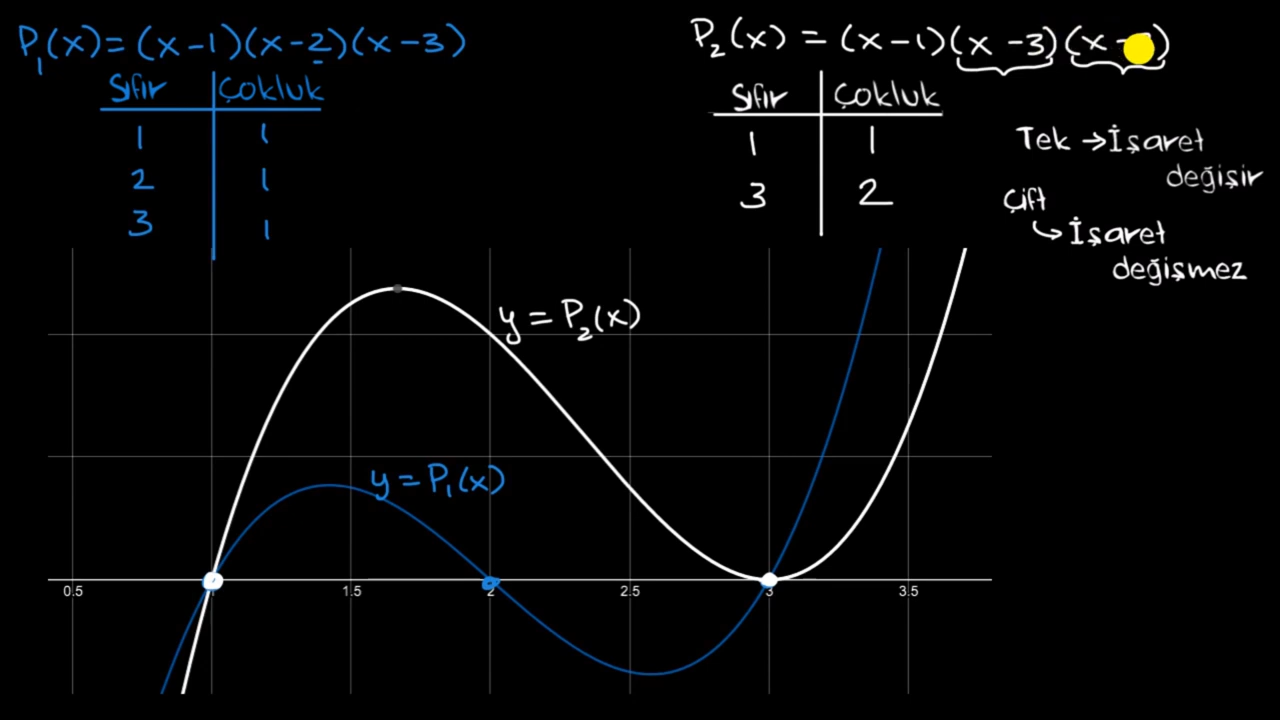 P₁(x) = (x-1)(x-2)(x-3)
Sıfır Çokluk
1 1
2 1
3 1
P₂(x) = (x-1)(x-3)(x-
Sıfır Çokluk
1 1
3 2
Tek → İşaret
değişir
Çift
↳ İşaret
değişmez
y = P₂(x)
y = P₁(x)
0.5 1.5 2 2.5 3 3.5